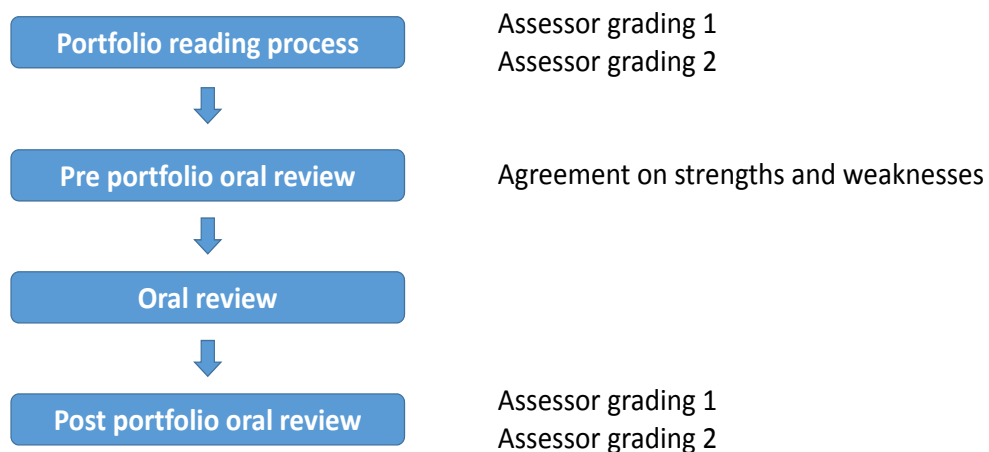 Portfolio reading process
Assessor grading 1
Assessor grading 2
Pre portfolio oral review
Agreement on strengths and weaknesses
Oral review
Post portfolio oral review
Assessor grading 1
Assessor grading 2